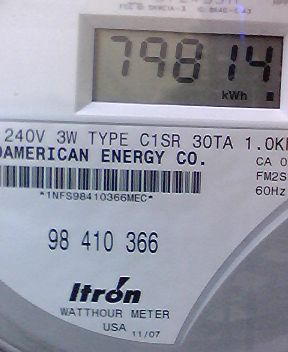 79814
kWh
240V 3W TYPE C1SR 30TA 1.0K
AMERICAN ENERGY CO.
CA 0
FM2S
*1NFS98410366MEC*
60Hz
98 410 366
Itrón
WATTHOUR METER
USA 11/07